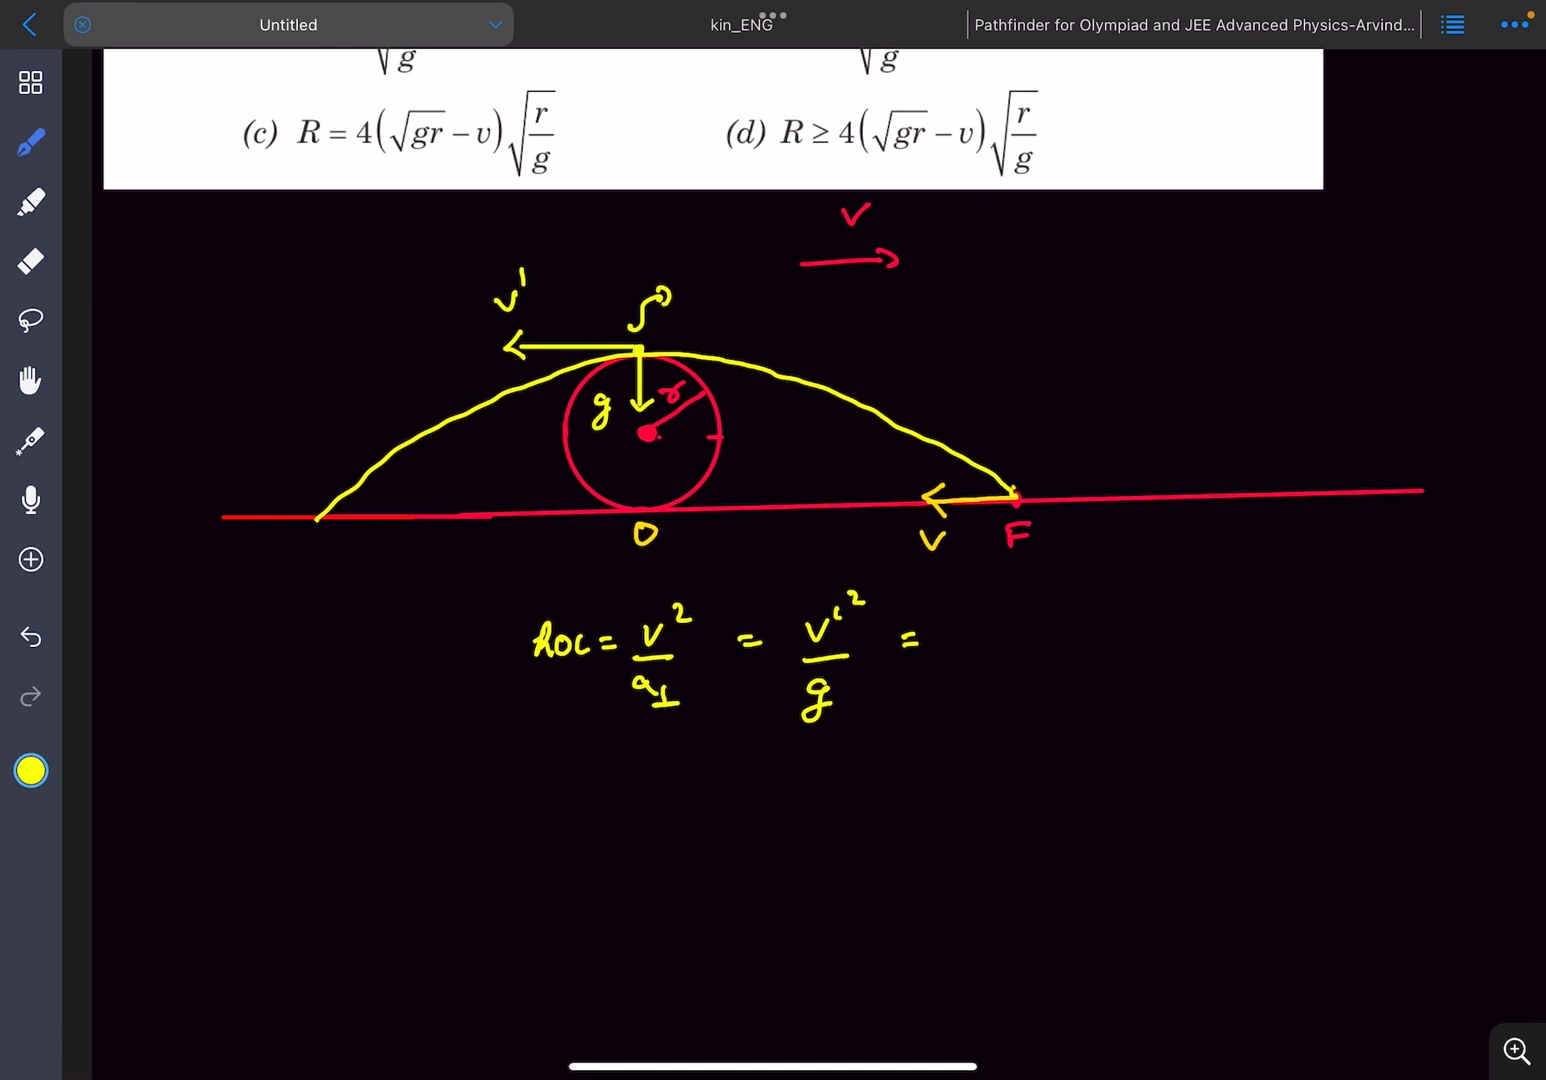 Untitled
kin_ENG
Pathfinder for Olympiad and JEE Advanced Physics-Arvind...
√g √g
(c) R = 4(√gr − v)√(r/g) (d) R ≥ 4(√gr − v)√(r/g)
v
v'
g r
O v F
Roc = v²/a⊥ = v'²/g =